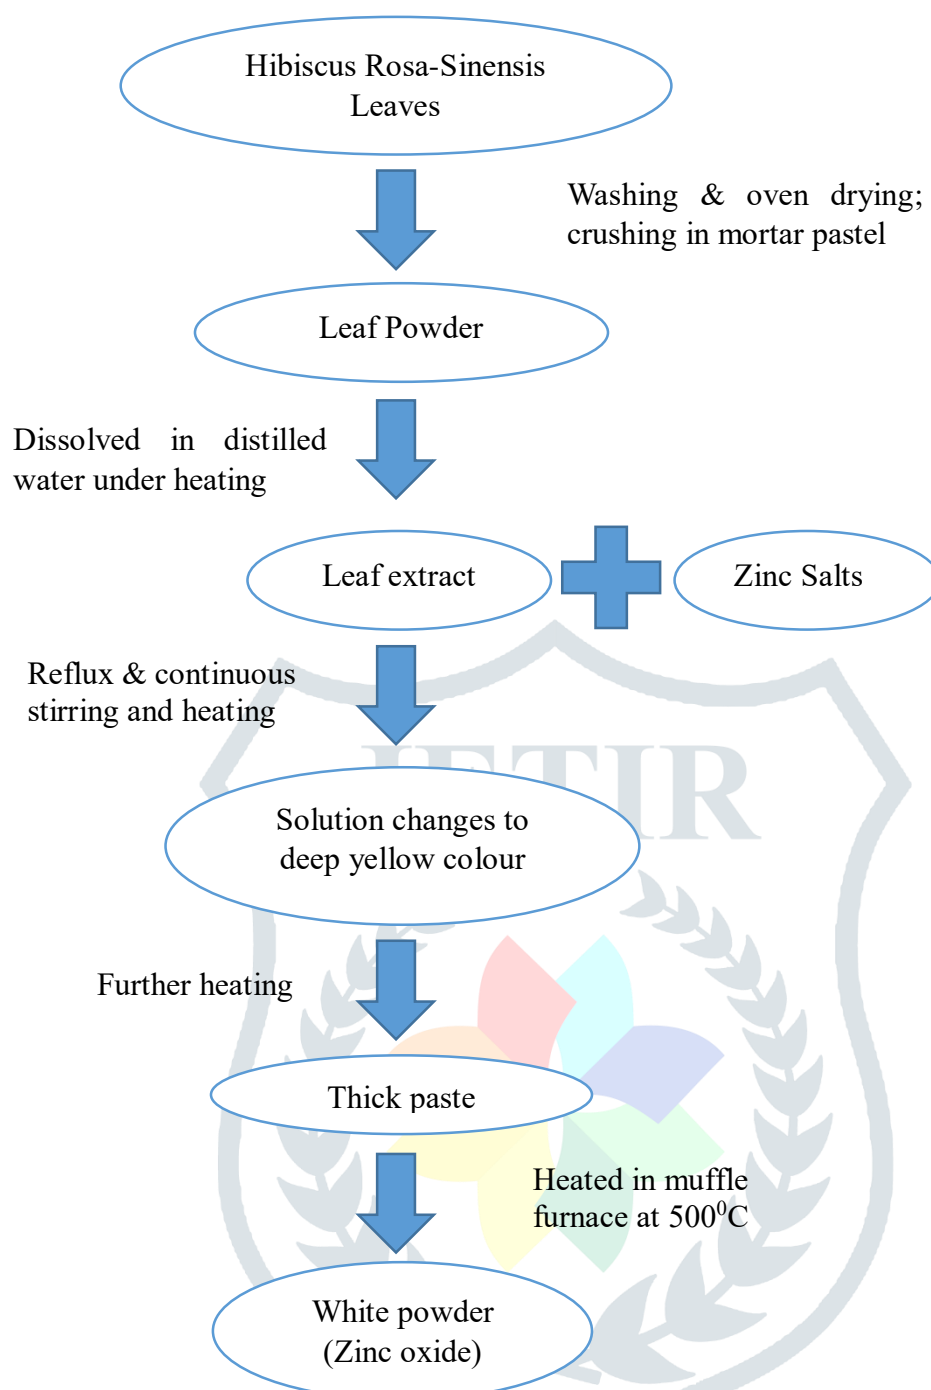 Hibiscus Rosa-Sinensis
Leaves
Washing & oven drying;
crushing in mortar pastel
Leaf Powder
Dissolved in distilled
water under heating
Leaf extract
Zinc Salts
Reflux & continuous
stirring and heating
JETIR
Solution changes to
deep yellow colour
Further heating
Thick paste
Heated in muffle
furnace at 500⁰C
White powder
(Zinc oxide)